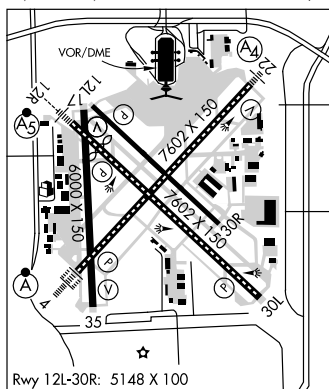 VOR/DME
A4
22
12R
12L
17
A5
V
P
P
V
7602 X 150
6000 X 150
7602 X 150
30R
A
P
V
P
4
35
30L
Rwy 12L-30R: 5148 X 100